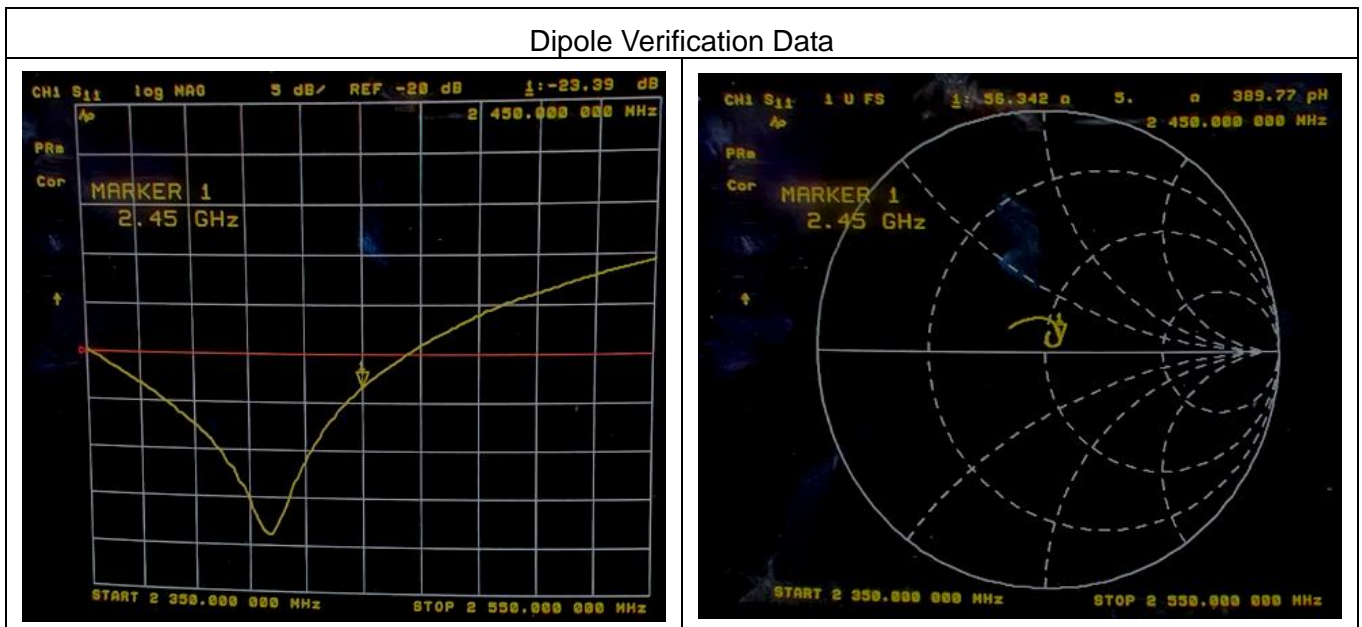 Dipole Verification Data
CH1 S11 log MAG 5 dB/ REF -20 dB 1:-23.39 dB
2 450.000 000 MHz
PRm
Cor
MARKER 1
2.45 GHz
START 2 350.000 000 MHz STOP 2 550.000 000 MHz
CH1 S11 1 U FS 1: 56.342 Ω 5. Ω 389.77 pH
2 450.000 000 MHz
PRm
Cor
MARKER 1
2.45 GHz
START 2 350.000 000 MHz STOP 2 550.000 000 MHz